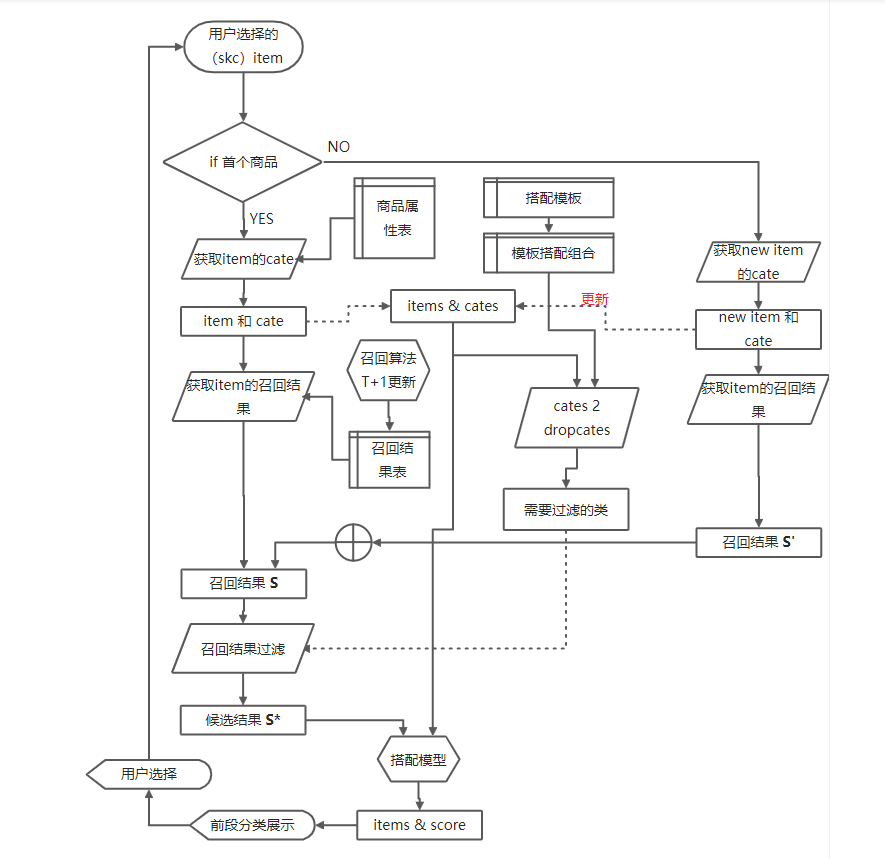 用户选择的
（skc）item
if 首个商品
NO
YES
商品属
性表
搭配模板
模板搭配组合
获取item的cate
获取new item
的cate
item 和 cate
items & cates
更新
new item 和
cate
召回算法
T+1更新
获取item的召回结
果
获取item的召回结
果
cates 2
dropcates
召回结
果表
需要过滤的类
召回结果 S'
召回结果 S
召回结果过滤
候选结果 S*
搭配模型
用户选择
前段分类展示
items & score